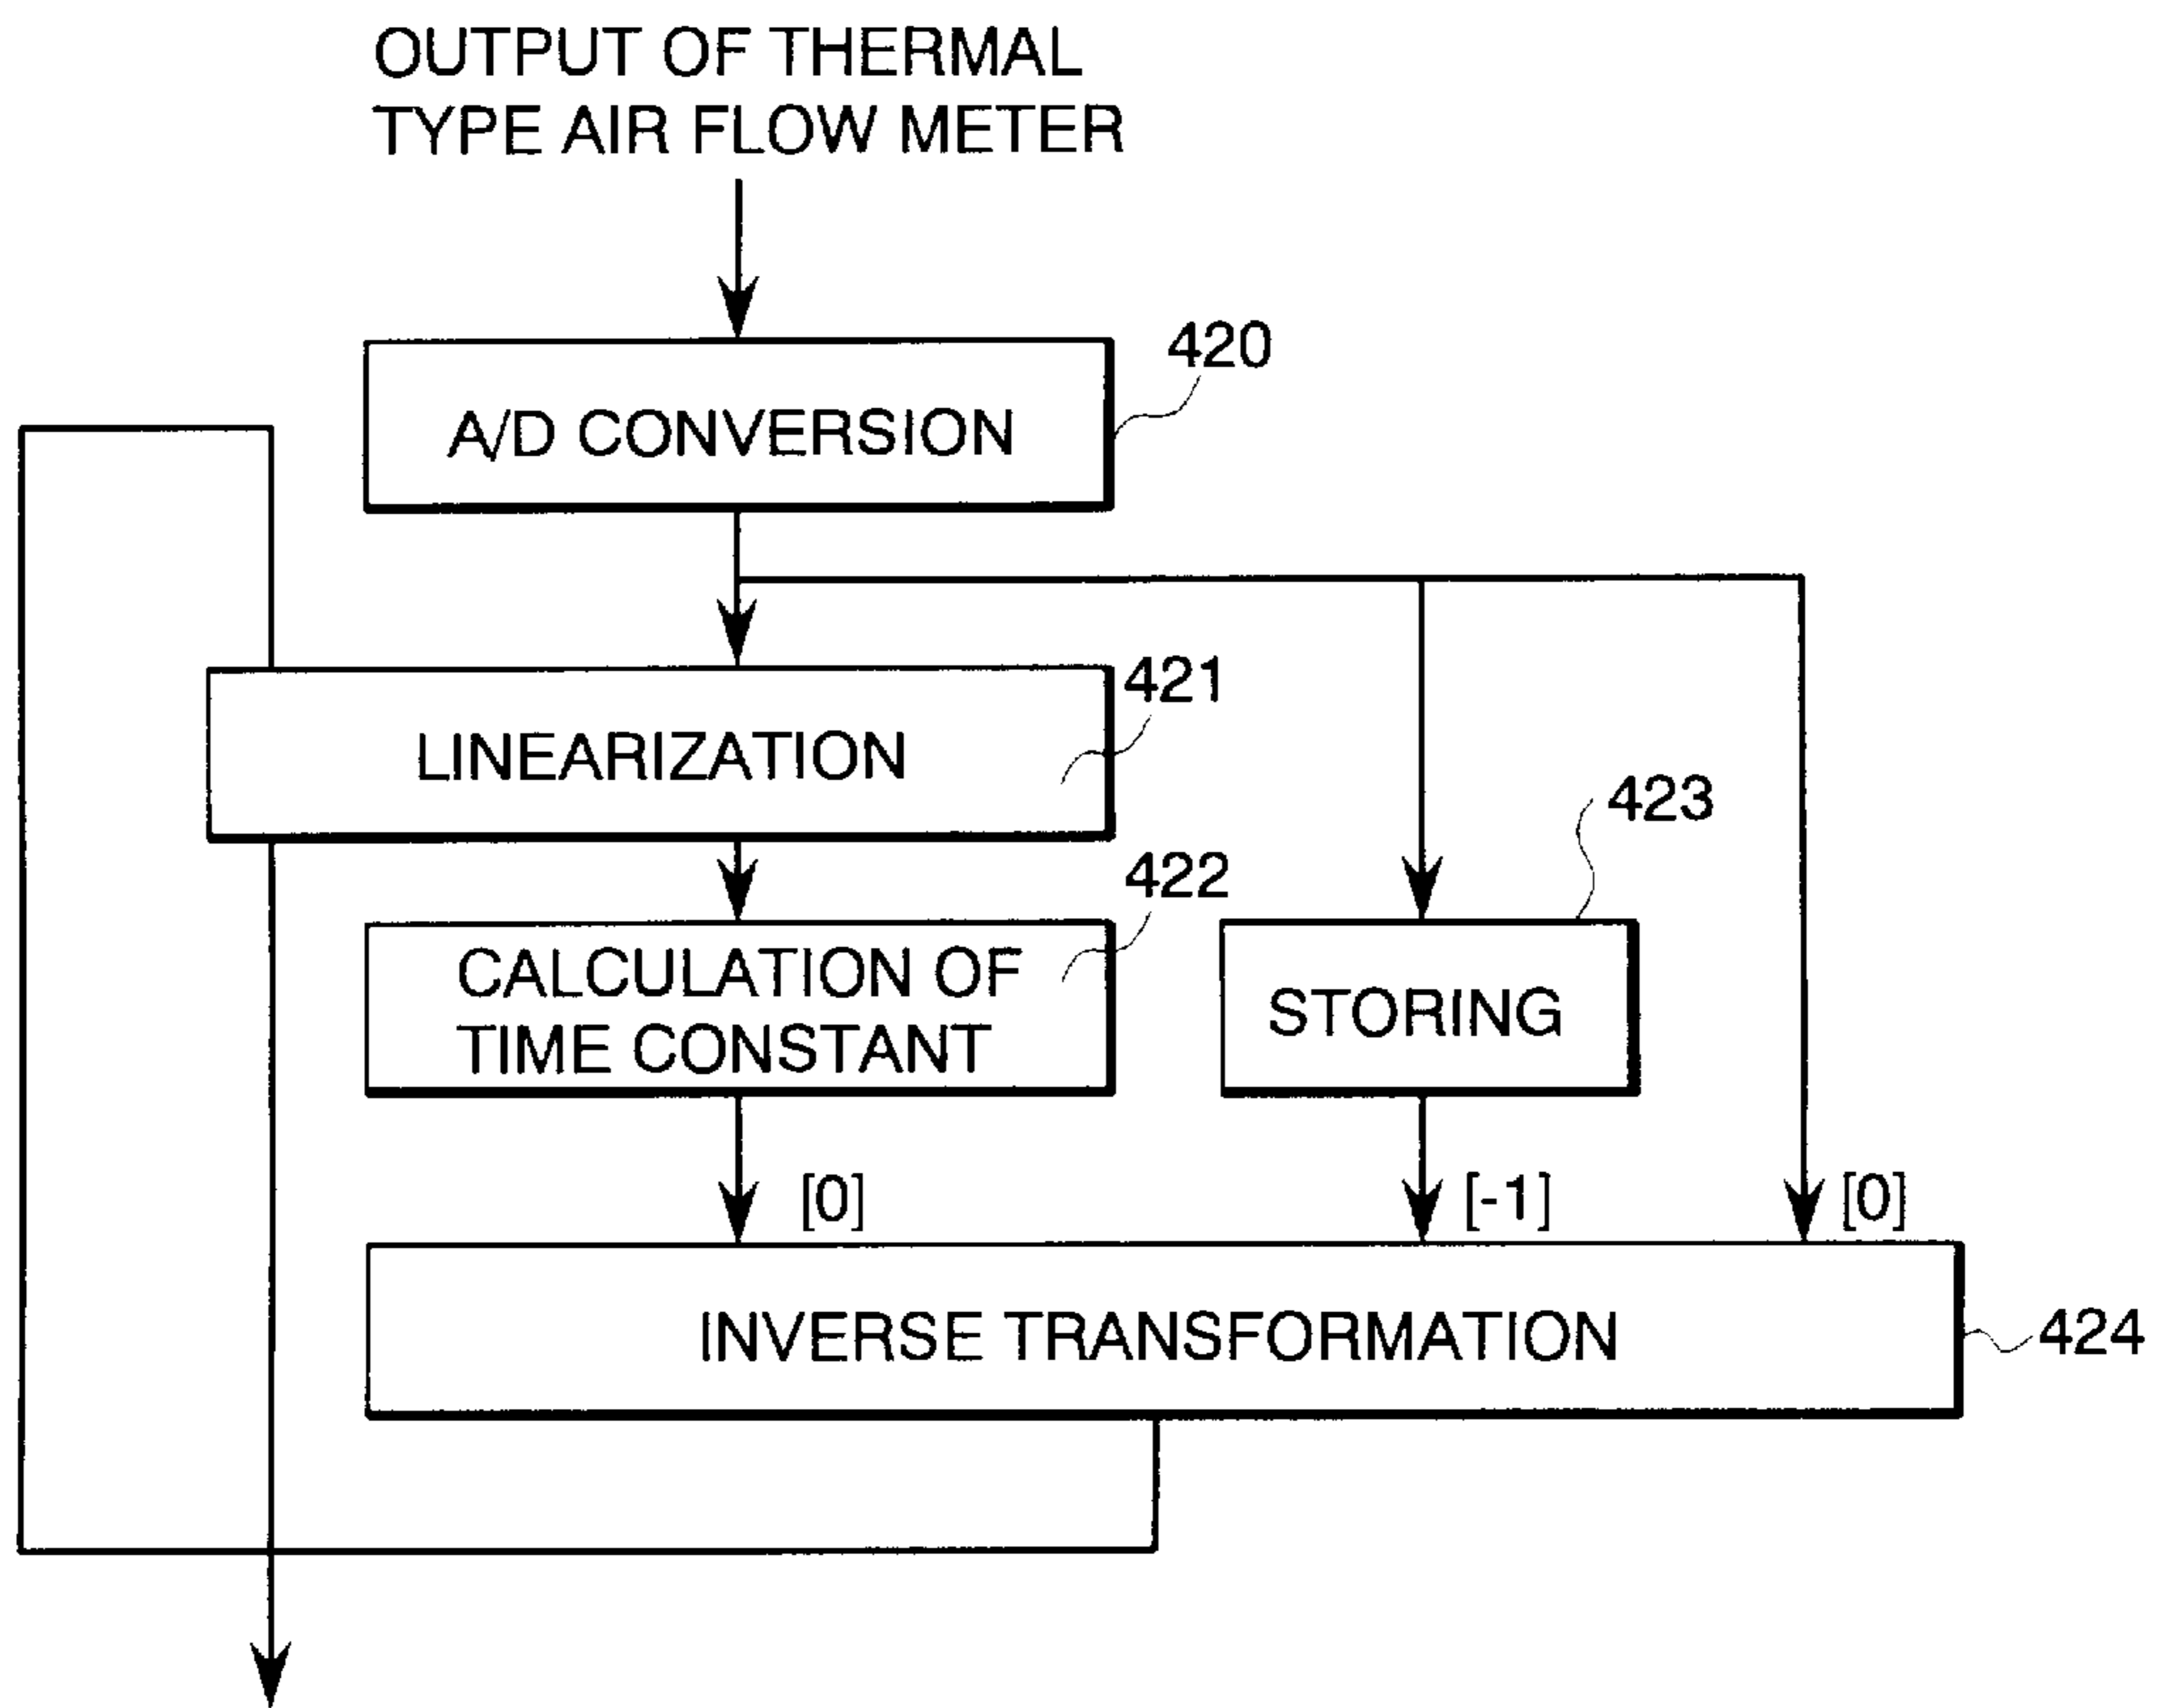 OUTPUT OF THERMAL
TYPE AIR FLOW METER
420
A/D CONVERSION
421
LINEARIZATION
423
422
CALCULATION OF
TIME CONSTANT
STORING
[0]
[-1]
[0]
INVERSE TRANSFORMATION
424